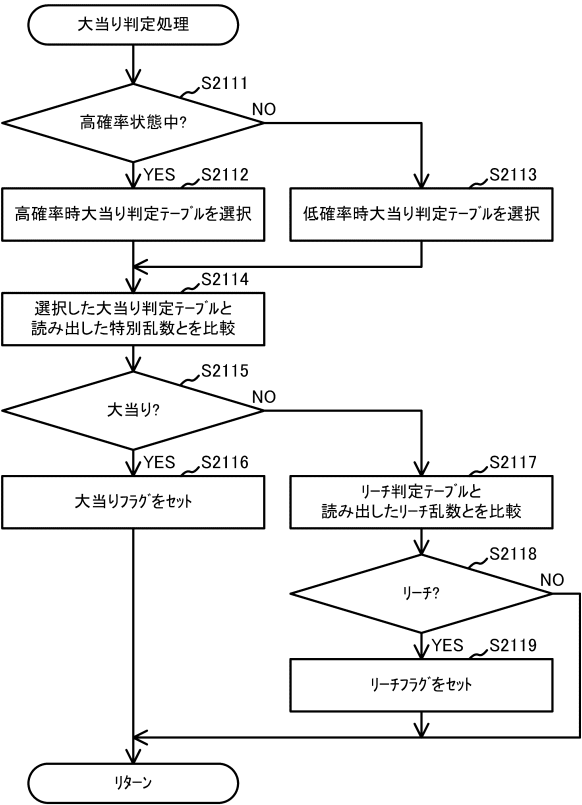 大当り判定処理
S2111
高確率状態中?
NO
YES
S2112
高確率時大当り判定テーブルを選択
S2113
低確率時大当り判定テーブルを選択
S2114
選択した大当り判定テーブルと
読み出した特別乱数とを比較
S2115
大当り?
NO
YES
S2116
大当りフラグをセット
S2117
リーチ判定テーブルと
読み出したリーチ乱数とを比較
S2118
リーチ?
NO
YES
S2119
リーチフラグをセット
リターン